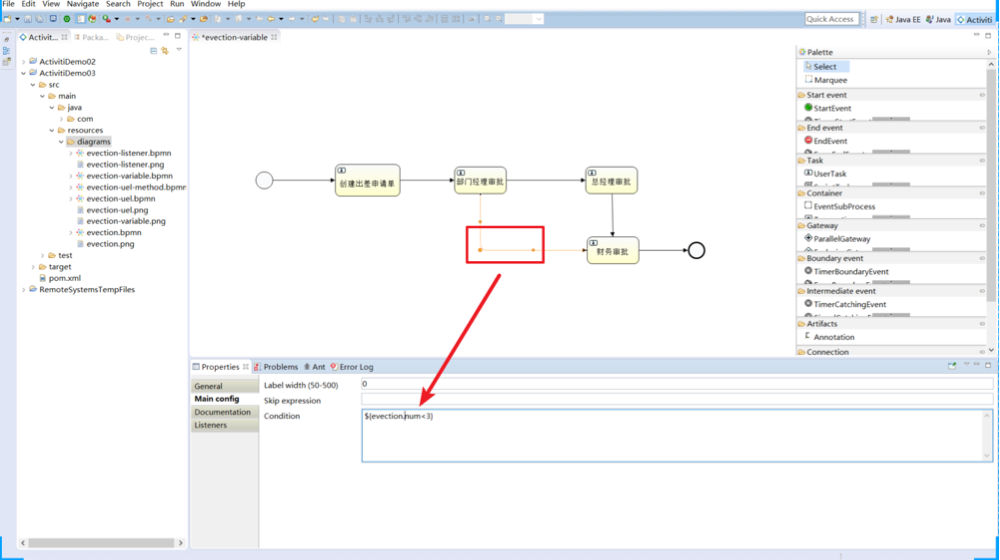 File Edit View Navigate Search Project Run Window Help
Quick Access Java EE Java Activiti
Activit... Packa... Projec...
*evection-variable
ActivitiDemo02
ActivitiDemo03
src
main
java
com
resources
diagrams
evection-listener.bpmn
evection-listener.png
evection-variable.bpmn
evection-uel-method.bpmn
evection-uel.bpmn
evection-uel.png
evection-variable.png
evection.bpmn
evection.png
test
target
pom.xml
RemoteSystemsTempFiles
创建出差申请单
部门经理审批
总经理审批
财务审批
Palette
Select
Marquee
Start event
StartEvent
End event
EndEvent
Task
UserTask
Container
EventSubProcess
Gateway
ParallelGateway
Boundary event
TimerBoundaryEvent
Intermediate event
TimerCatchingEvent
Artifacts
Annotation
Connection
Properties Problems Ant Error Log
General
Main config
Documentation
Listeners
Label width (50-500) 0
Skip expression
Condition ${evection.num<3}